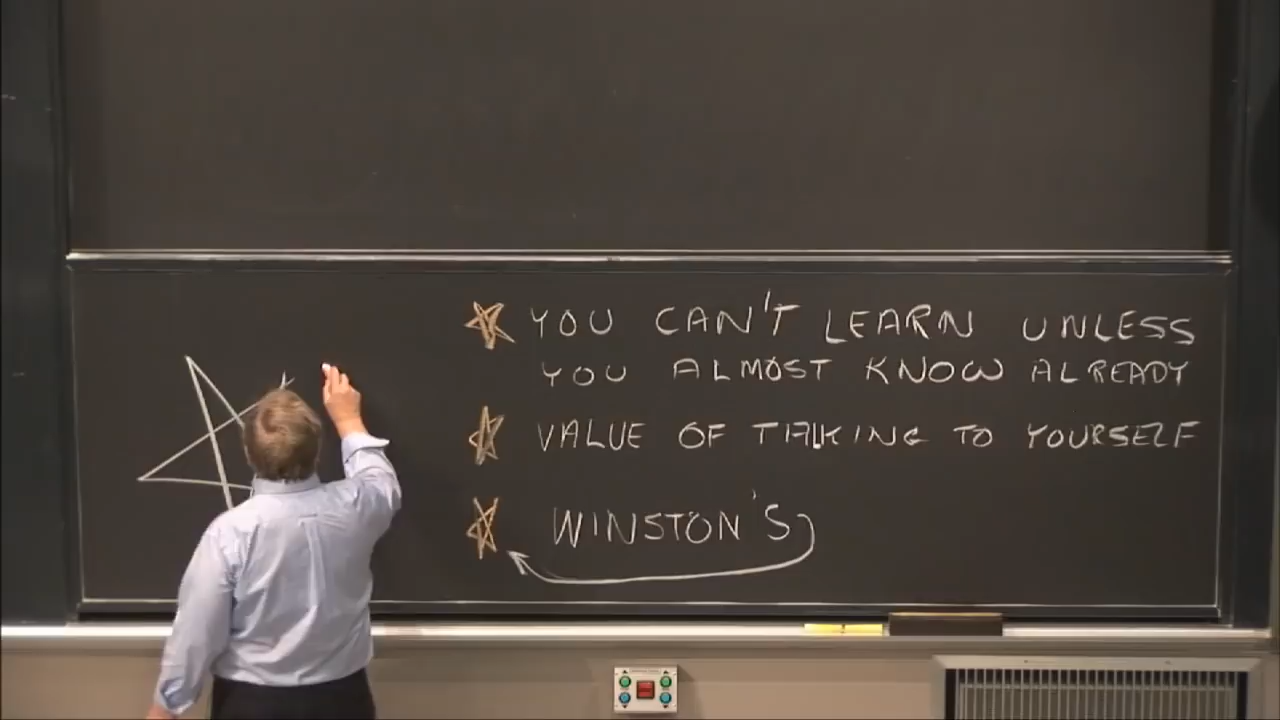 YOU CAN'T LEARN UNLESS
YOU ALMOST KNOW ALREADY
VALUE OF TALKING TO YOURSELF
WINSTON'S